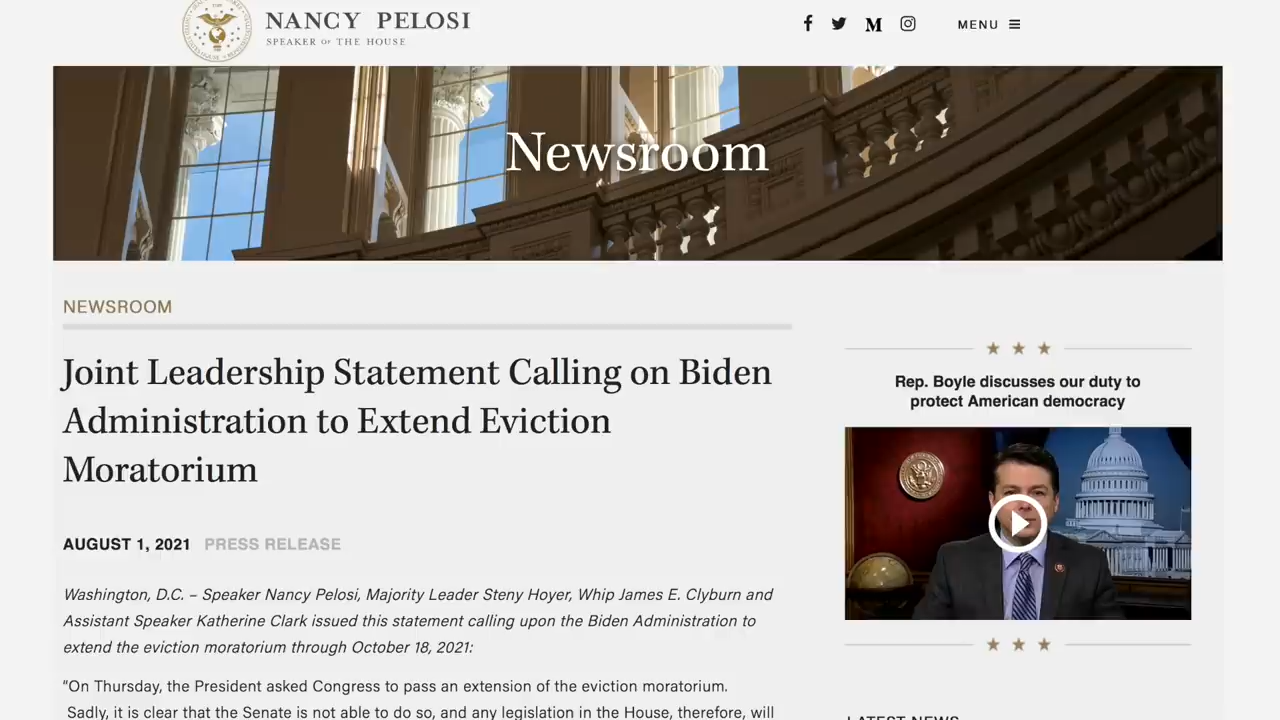 NANCY PELOSI
SPEAKER OF THE HOUSE
MENU
Newsroom
NEWSROOM
Joint Leadership Statement Calling on Biden
Administration to Extend Eviction
Moratorium
AUGUST 1, 2021 PRESS RELEASE
Washington, D.C. – Speaker Nancy Pelosi, Majority Leader Steny Hoyer, Whip James E. Clyburn and
Assistant Speaker Katherine Clark issued this statement calling upon the Biden Administration to
extend the eviction moratorium through October 18, 2021:
“On Thursday, the President asked Congress to pass an extension of the eviction moratorium.
Sadly, it is clear that the Senate is not able to do so, and any legislation in the House, therefore, will
Rep. Boyle discusses our duty to
protect American democracy
LATEST NEWS